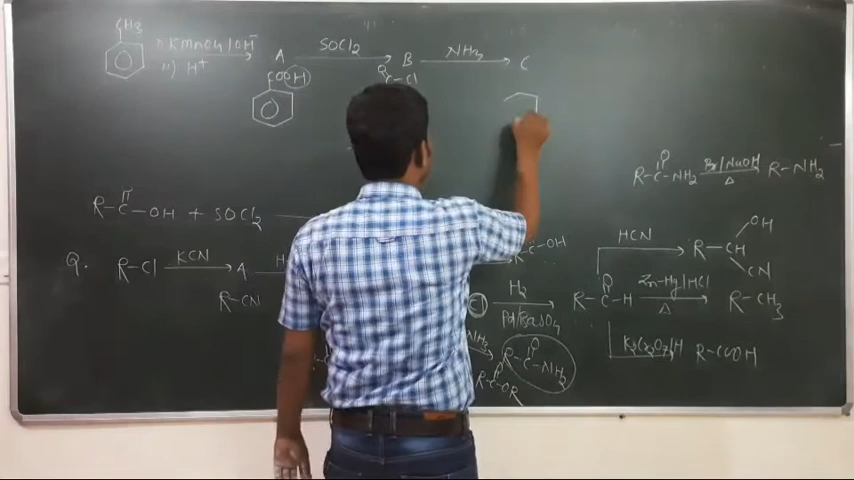 CH3
i) KMnO4/OH⁻ A SOCl2 B NH3 C
ii) H⁺
COOH
O
C-Cl
O
R-C-NH2 Br/NaOH R-NH2
Δ
O
R-C-OH + SOCl2
Q. R-Cl KCN A H
R-CN
R-C-OH
H2
Pd/BaSO4
O
R-C-H
HCN
OH
R-CH
CN
Zn-Hg/HCl R-CH3
Δ
K2Cr2O7/H R-COOH
NH3
O
R-C-NH2
O
R-C-OR